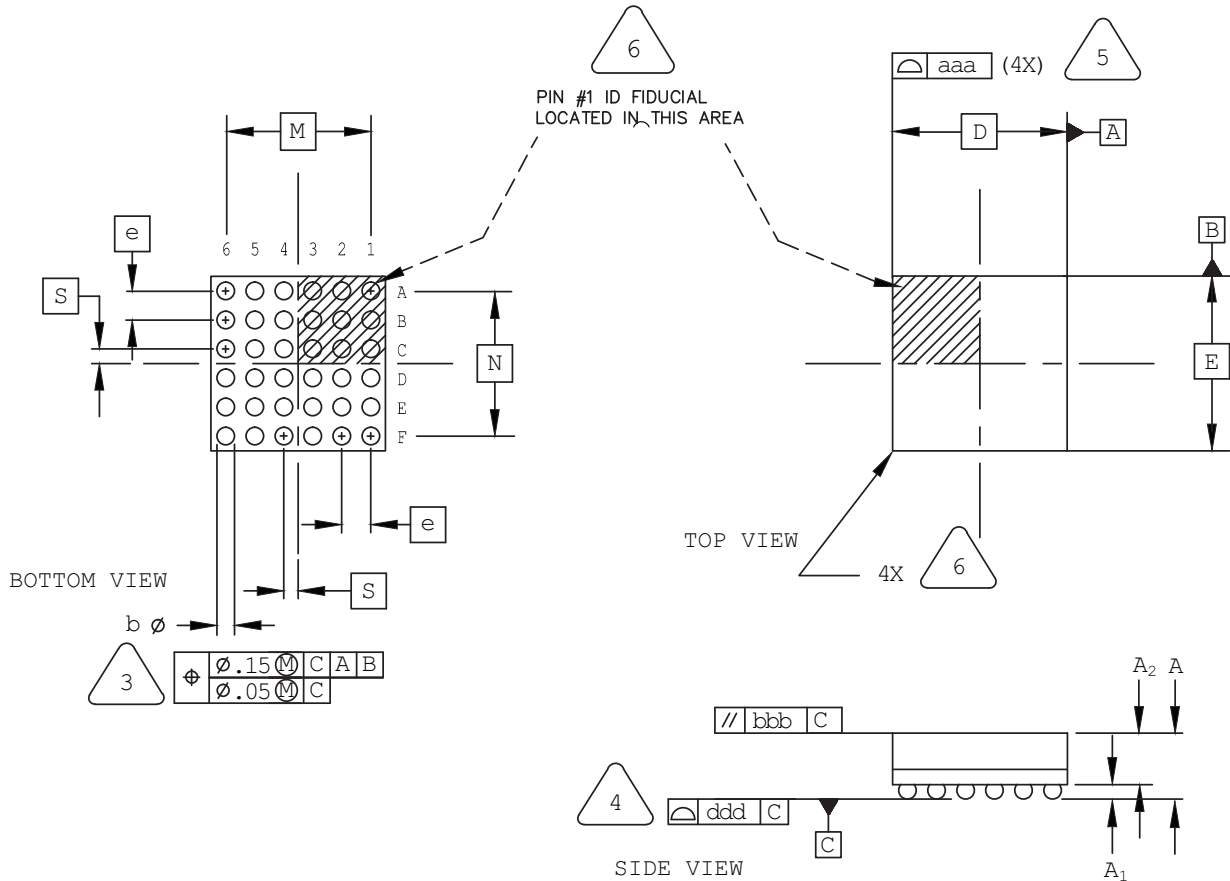 6
PIN #1 ID FIDUCIAL
LOCATED IN THIS AREA
aaa (4X)
5
M
D
A
e
B
6 5 4 3 2 1
S
A
B
C
D
E
F
N
E
e
TOP VIEW
4X
6
BOTTOM VIEW
S
b Ø
3
⌖ Ø.15 Ⓜ C A B
Ø.05 Ⓜ C
A₂ A
// bbb C
4
ddd C
C
A₁
SIDE VIEW